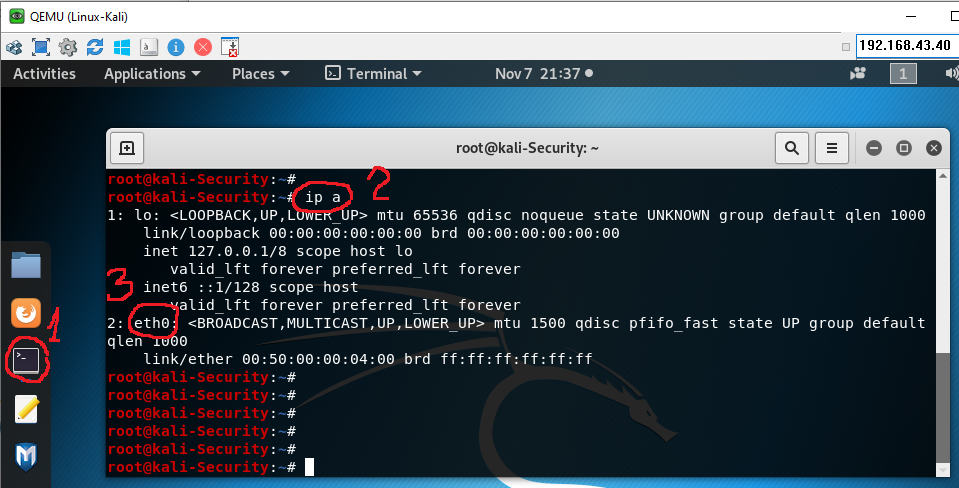 QEMU (Linux-Kali)
192.168.43.40
Activities Applications Places Terminal Nov 7 21:37 1
root@kali-Security: ~
root@kali-Security:~#
root@kali-Security:~# ip a
2
1: lo: <LOOPBACK,UP,LOWER_UP> mtu 65536 qdisc noqueue state UNKNOWN group default qlen 1000
link/loopback 00:00:00:00:00:00 brd 00:00:00:00:00:00
inet 127.0.0.1/8 scope host lo
valid_lft forever preferred_lft forever
3
inet6 ::1/128 scope host
valid_lft forever preferred_lft forever
1
2: eth0: <BROADCAST,MULTICAST,UP,LOWER_UP> mtu 1500 qdisc pfifo_fast state UP group default
qlen 1000
link/ether 00:50:00:00:04:00 brd ff:ff:ff:ff:ff:ff
root@kali-Security:~#
root@kali-Security:~#
root@kali-Security:~#
root@kali-Security:~#
root@kali-Security:~#
root@kali-Security:~#